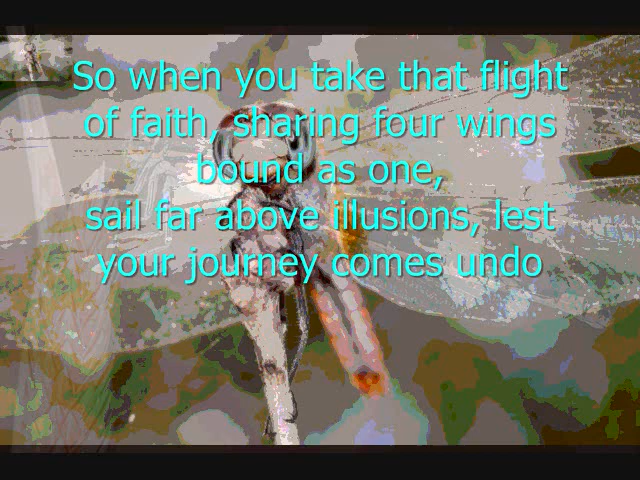 So when you take that flight
of faith, sharing four wings
bound as one,
sail far above illusions, lest
your journey comes undo